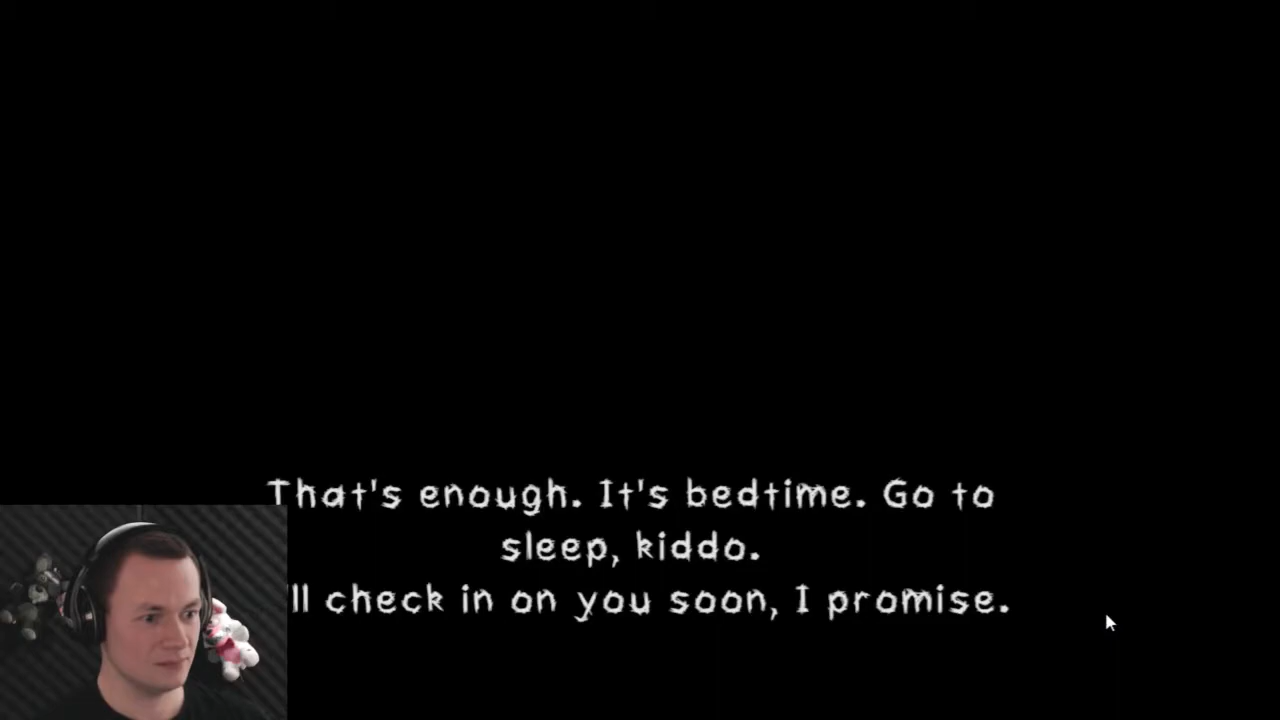 That's enough. It's bedtime. Go to
sleep, kiddo.
'll check in on you soon, I promise.